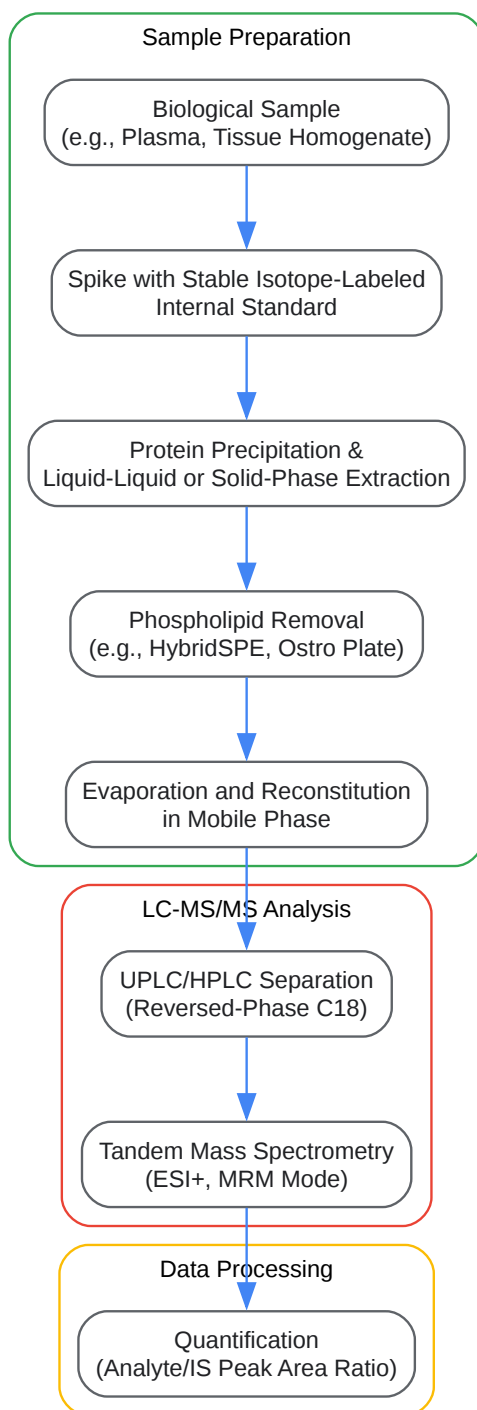 Sample Preparation
Biological Sample
(e.g., Plasma, Tissue Homogenate)
Spike with Stable Isotope-Labeled
Internal Standard
Protein Precipitation &
Liquid-Liquid or Solid-Phase Extraction
Phospholipid Removal
(e.g., HybridSPE, Ostro Plate)
Evaporation and Reconstitution
in Mobile Phase
LC-MS/MS Analysis
UPLC/HPLC Separation
(Reversed-Phase C18)
Tandem Mass Spectrometry
(ESI+, MRM Mode)
Data Processing
Quantification
(Analyte/IS Peak Area Ratio)